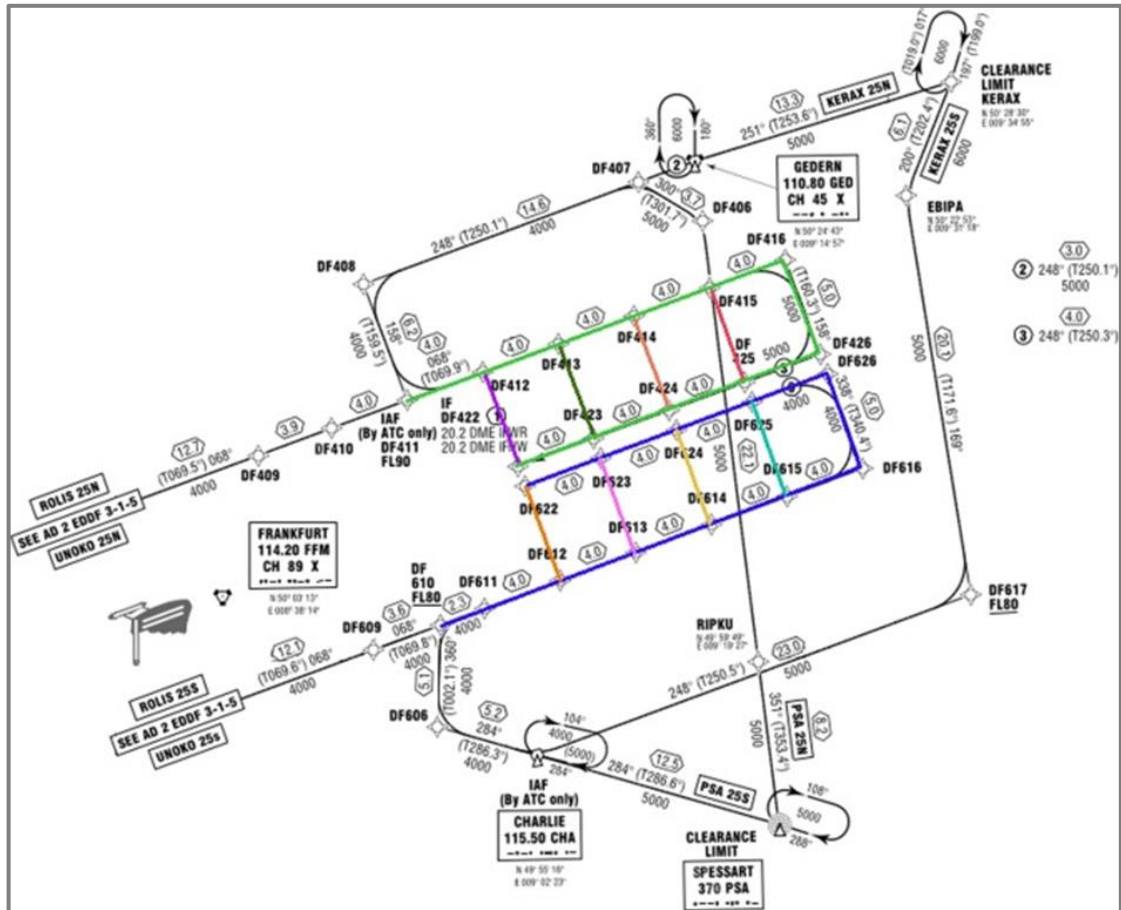 (T019.0°) 017°
6000
197° (T199.0°)
CLEARANCE
LIMIT
KERAX
N 50° 28' 30"
E 009° 34' 55"
13.3
KERAX 25N
251° (T253.6°)
5000
6.1
200° (T202.4°)
KERAX 25S
6000
360°
6000
180°
2
GEDERN
110.80 GED
CH 45 X
N 50° 24' 43"
E 009° 14' 57"
DF407
300°
3.7
(T301.7°)
5000
DF406
EBIPA
N 50° 22' 53"
E 009° 31' 18"
14.6
248° (T250.1°)
4000
DF416
3.0
2 248° (T250.1°)
5000
4.0
3 248° (T250.3°)
DF408
4.0
DF415
(T160.3°) 158°
5.0
5000
(T159.5°)
158°
6.2
4000
4.0
068°
(T069.9°)
4.0
4.0
4.0
DF414
DF413
DF412
DF426
DF626
5000
3
4000
338° (T340.4°)
5.0
4000
20.1
5000
(T171.6°) 169°
IAF
(By ATC only)
DF411
FL90
IF
DF422
1
20.2 DME
20.2 DME
DF423
DF424
4.0
4.0
4.0
4.0
DF625
DF624
22.1
5000
DF615
DF616
4.0
4.0
3.9
DF410
12.7
(T069.5°) 068°
4000
DF409
ROLIS 25N
SEE AD 2 EDDF 3-1-5
UNOKO 25N
4.0
DF622
DF614
4.0
DF613
DF612
4.0
4.0
FRANKFURT
114.20 FFM
CH 89 X
N 50° 03' 13"
E 008° 38' 14"
DF
610
FL80
DF611
2.3
4000
3.6
068°
(T069.8°)
4000
DF609
12.1
(T069.6°) 068°
4000
ROLIS 25S
SEE AD 2 EDDF 3-1-5
UNOKO 25s
5.1
(T002.1°) 360°
4000
DF606
5.2
284°
(T286.3°)
4000
RIPKU
N 49° 59' 49"
E 009° 19' 27"
DF617
FL80
248° (T250.5°)
23.0
5000
104°
4000
(5000)
284°
IAF
(By ATC only)
CHARLIE
115.50 CHA
N 49° 55' 16"
E 009° 02' 23"
12.5
284° (T286.6°)
5000
PSA 25S
PSA 25N
351° (T353.4°)
8.2
5000
108°
5000
288°
CLEARANCE
LIMIT
SPESSART
370 PSA